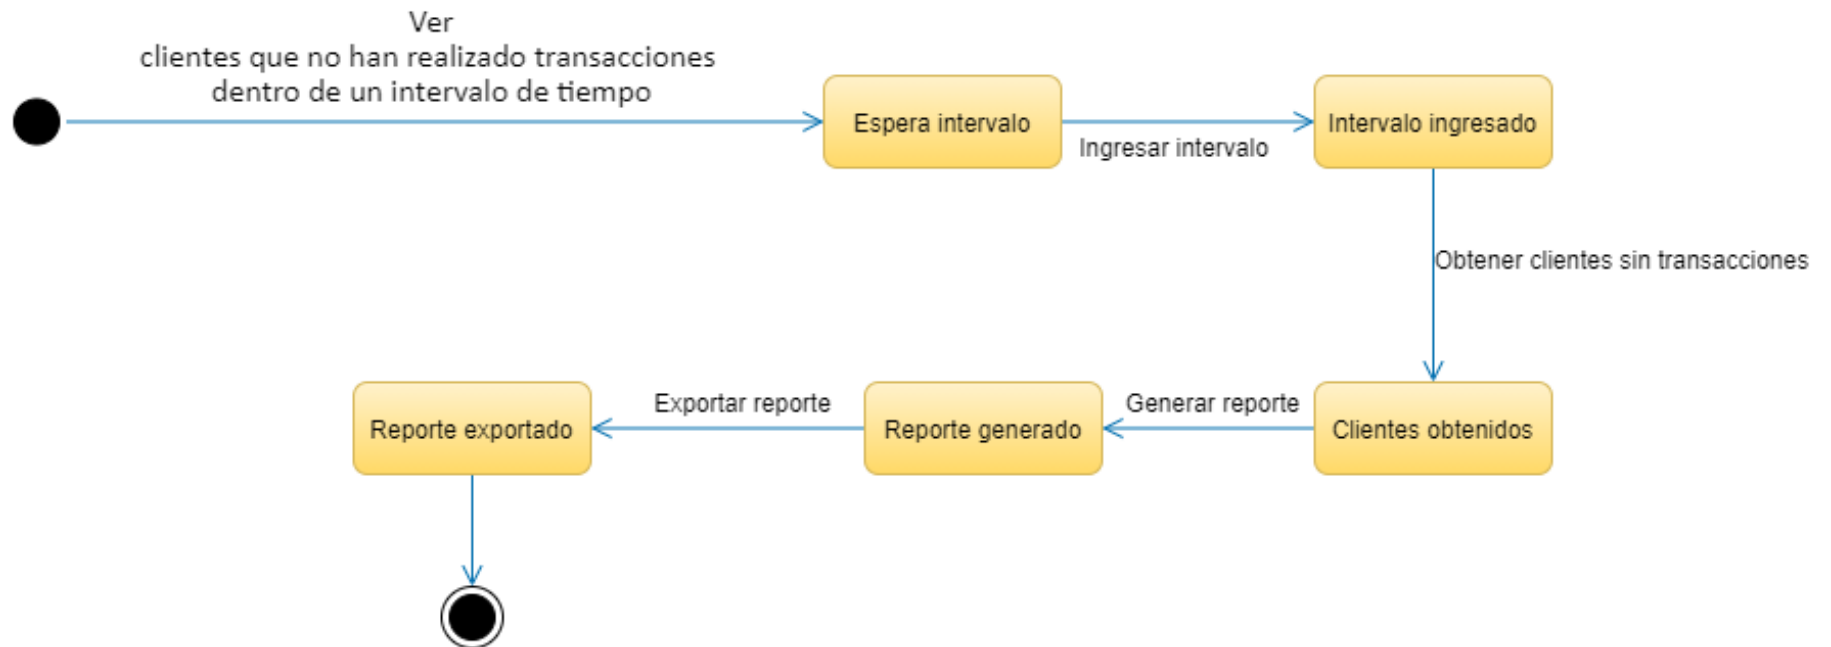 Ver
clientes que no han realizado transacciones
dentro de un intervalo de tiempo
Espera intervalo
Ingresar intervalo
Intervalo ingresado
Obtener clientes sin transacciones
Clientes obtenidos
Generar reporte
Reporte generado
Exportar reporte
Reporte exportado